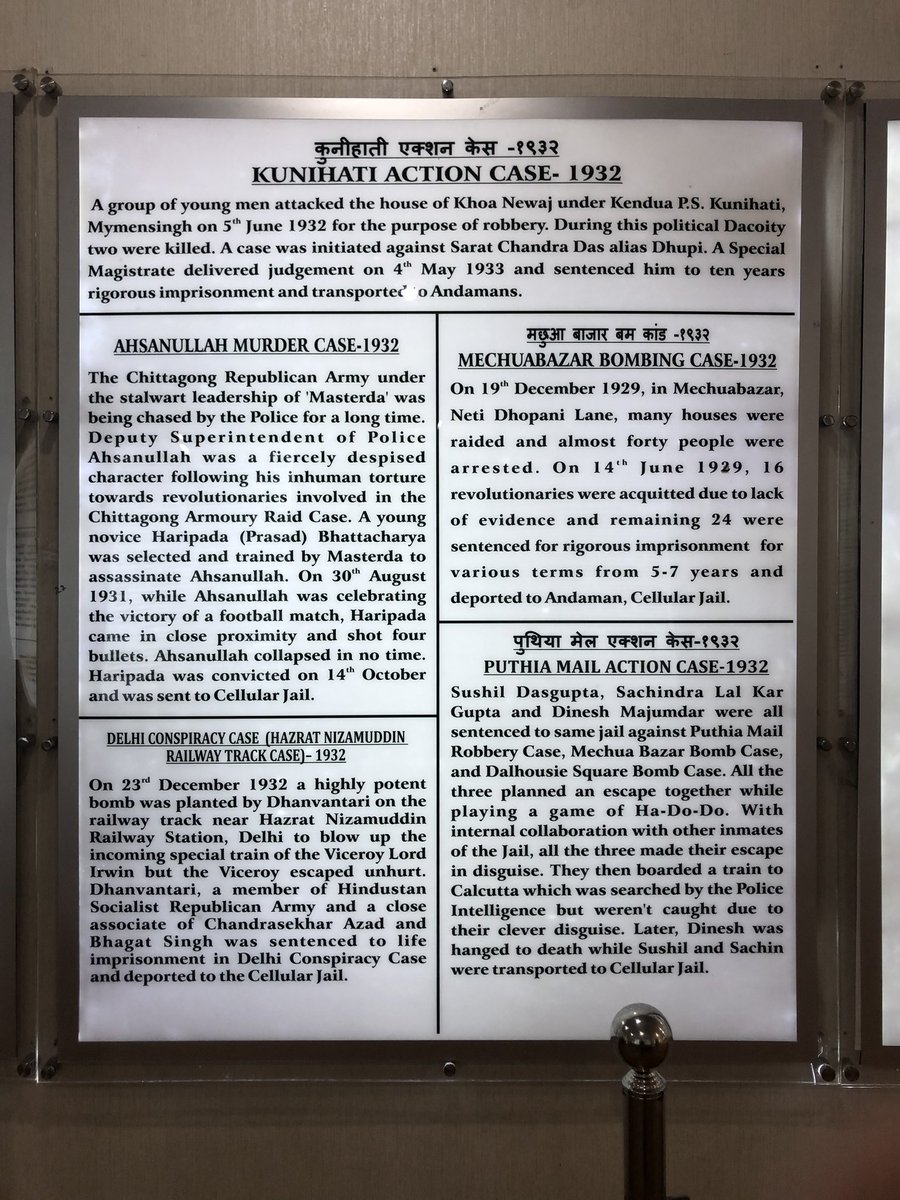 कुनीहाती एक्शन केस -१९३२
KUNIHATI ACTION CASE- 1932
A group of young men attacked the house of Khoa Newaj under Kendua P.S. Kunihati,
Mymensingh on 5th June 1932 for the purpose of robbery. During this political Dacoity
two were killed. A case was initiated against Sarat Chandra Das alias Dhupi. A Special
Magistrate delivered judgement on 4th May 1933 and sentenced him to ten years
rigorous imprisonment and transported to Andamans.
AHSANULLAH MURDER CASE-1932
The Chittagong Republican Army under
the stalwart leadership of 'Masterda' was
being chased by the Police for a long time.
Deputy Superintendent of Police
Ahsanullah was a fiercely despised
character following his inhuman torture
towards revolutionaries involved in the
Chittagong Armoury Raid Case. A young
novice Haripada (Prasad) Bhattacharya
was selected and trained by Masterda to
assassinate Ahsanullah. On 30th August
1931, while Ahsanullah was celebrating
the victory of a football match, Haripada
came in close proximity and shot four
bullets. Ahsanullah collapsed in no time.
Haripada was convicted on 14th October
and was sent to Cellular Jail.
DELHI CONSPIRACY CASE (HAZRAT NIZAMUDDIN
RAILWAY TRACK CASE)- 1932
On 23rd December 1932 a highly potent
bomb was planted by Dhanvantari on the
railway track near Hazrat Nizamuddin
Railway Station, Delhi to blow up the
incoming special train of the Viceroy Lord
Irwin but the Viceroy escaped unhurt.
Dhanvantari, a member of Hindustan
Socialist Republican Army and a close
associate of Chandrasekhar Azad and
Bhagat Singh was sentenced to life
imprisonment in Delhi Conspiracy Case
and deported to the Cellular Jail.
मछुआ बाजार बम कांड -१९३२
MECHUABAZAR BOMBING CASE-1932
On 19th December 1929, in Mechuabazar,
Neti Dhopani Lane, many houses were
raided and almost forty people were
arrested. On 14th June 1929, 16
revolutionaries were acquitted due to lack
of evidence and remaining 24 were
sentenced for rigorous imprisonment for
various terms from 5-7 years and
deported to Andaman, Cellular Jail.
पुथिया मेल एक्शन केस-१९३२
PUTHIA MAIL ACTION CASE-1932
Sushil Dasgupta, Sachindra Lal Kar
Gupta and Dinesh Majumdar were all
sentenced to same jail against Puthia Mail
Robbery Case, Mechua Bazar Bomb Case,
and Dalhousie Square Bomb Case. All the
three planned an escape together while
playing a game of Ha-Do-Do. With
internal collaboration with other inmates
of the Jail, all the three made their escape
in disguise. They then boarded a train to
Calcutta which was searched by the Police
Intelligence but weren't caught due to
their clever disguise. Later, Dinesh was
hanged to death while Sushil and Sachin
were transported to Cellular Jail.